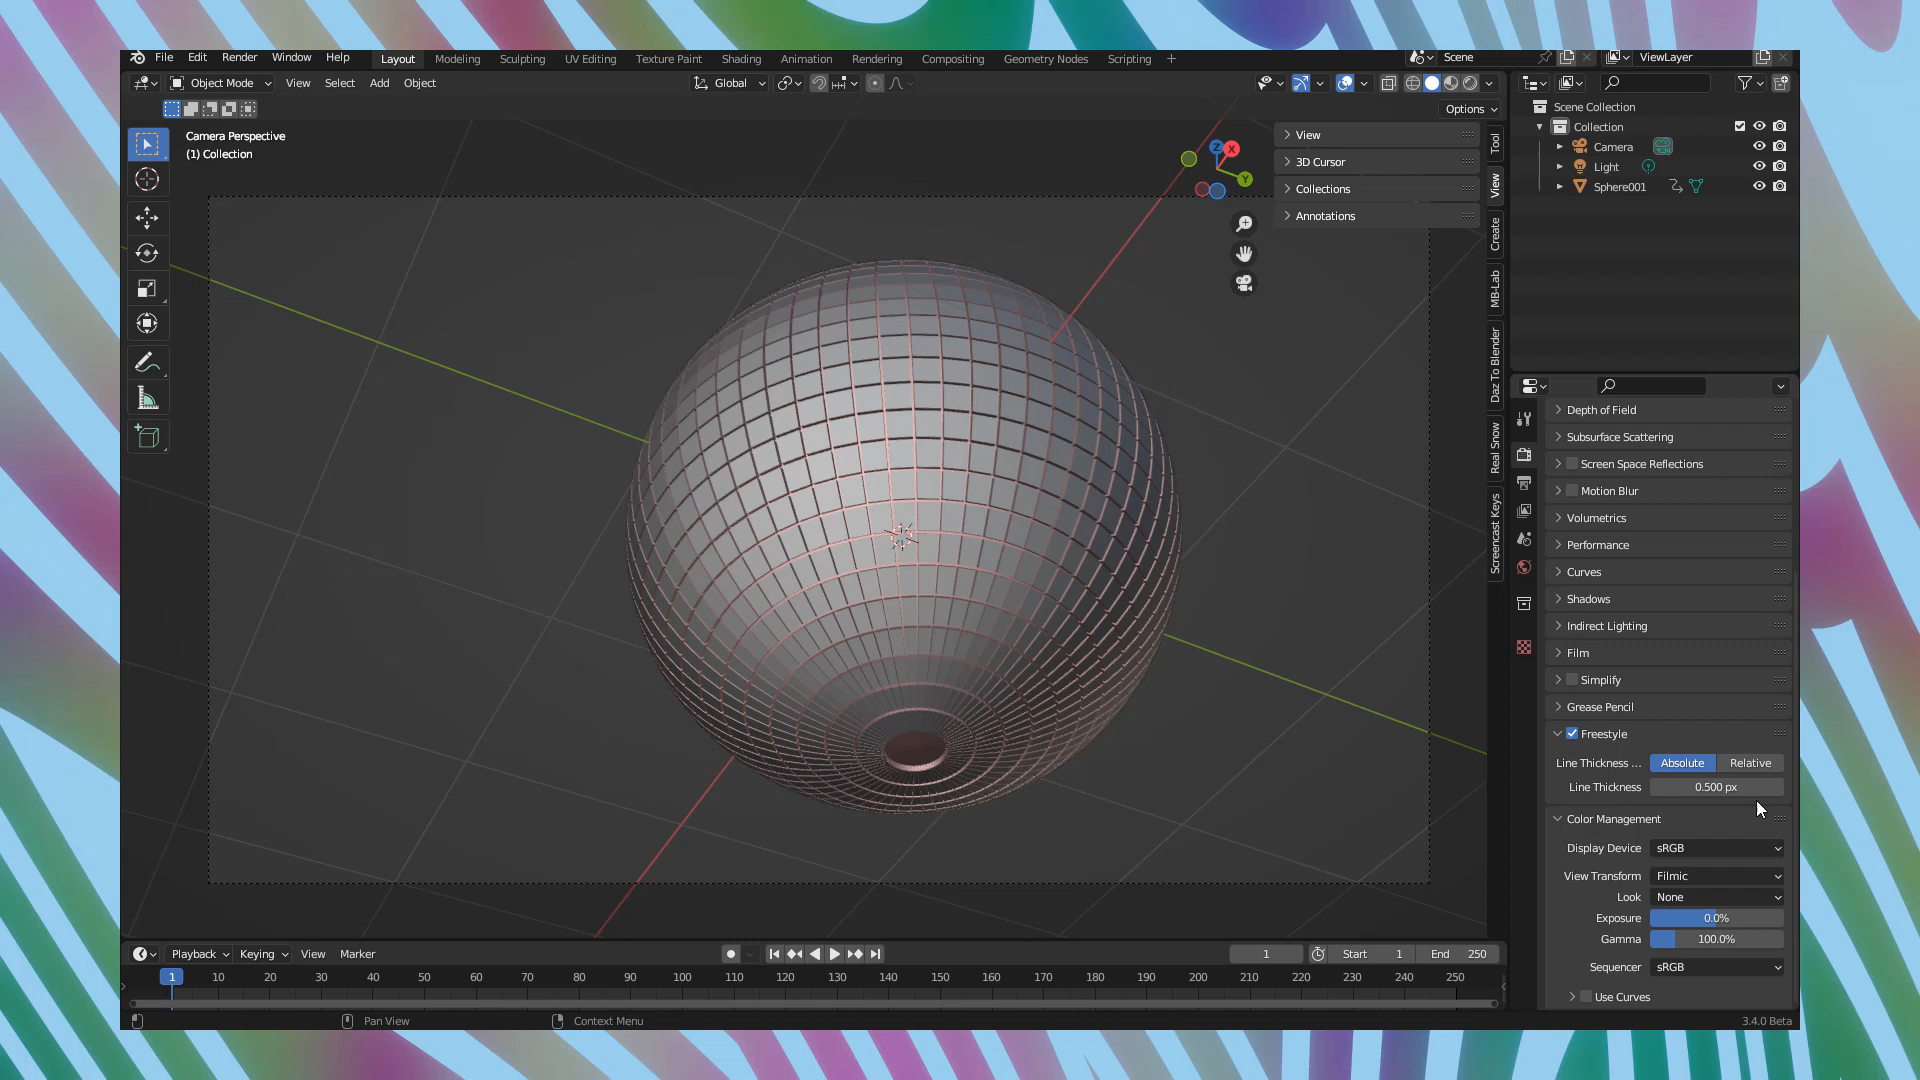 File Edit Render Window Help Layout Modeling Sculpting UV Editing Texture Paint Shading Animation Rendering Compositing Geometry Nodes Scripting + Scene ViewLayer
Object Mode View Select Add Object Global
Options
Camera Perspective
(1) Collection
Z X Y
View
3D Cursor
Collections
Annotations
Tool
View
Create
MB-Lab
Daz To Blender
Real Snow
Screencast Keys
Scene Collection
Collection
Camera
Light
Sphere001
Depth of Field
Subsurface Scattering
Screen Space Reflections
Motion Blur
Volumetrics
Performance
Curves
Shadows
Indirect Lighting
Film
Simplify
Grease Pencil
Freestyle
Line Thickness ... Absolute Relative
Line Thickness 0.500 px
Color Management
Display Device sRGB
View Transform Filmic
Look None
Exposure 0.0%
Gamma 100.0%
Sequencer sRGB
Use Curves
Playback Keying View Marker 1 Start 1 End 250
1 10 20 30 40 50 60 70 80 90 100 110 120 130 140 150 160 170 180 190 200 210 220 230 240 250
Pan View Context Menu 3.4.0 Beta